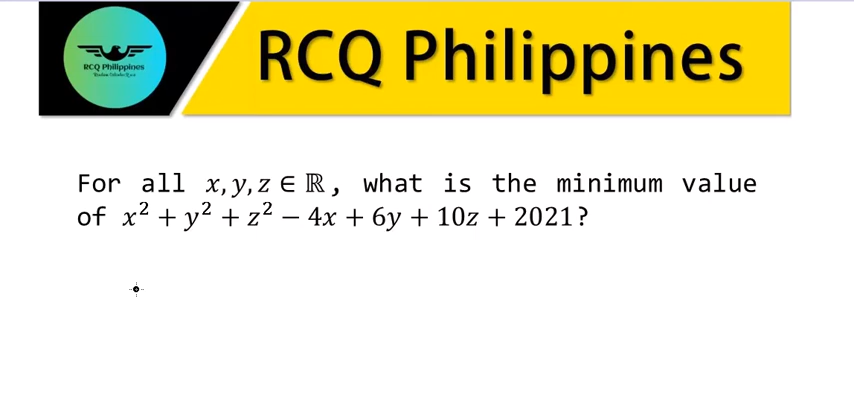 RCQ Philippines
RCQ Philippines
For all x, y, z ∈ ℝ, what is the minimum value
of x² + y² + z² − 4x + 6y + 10z + 2021?